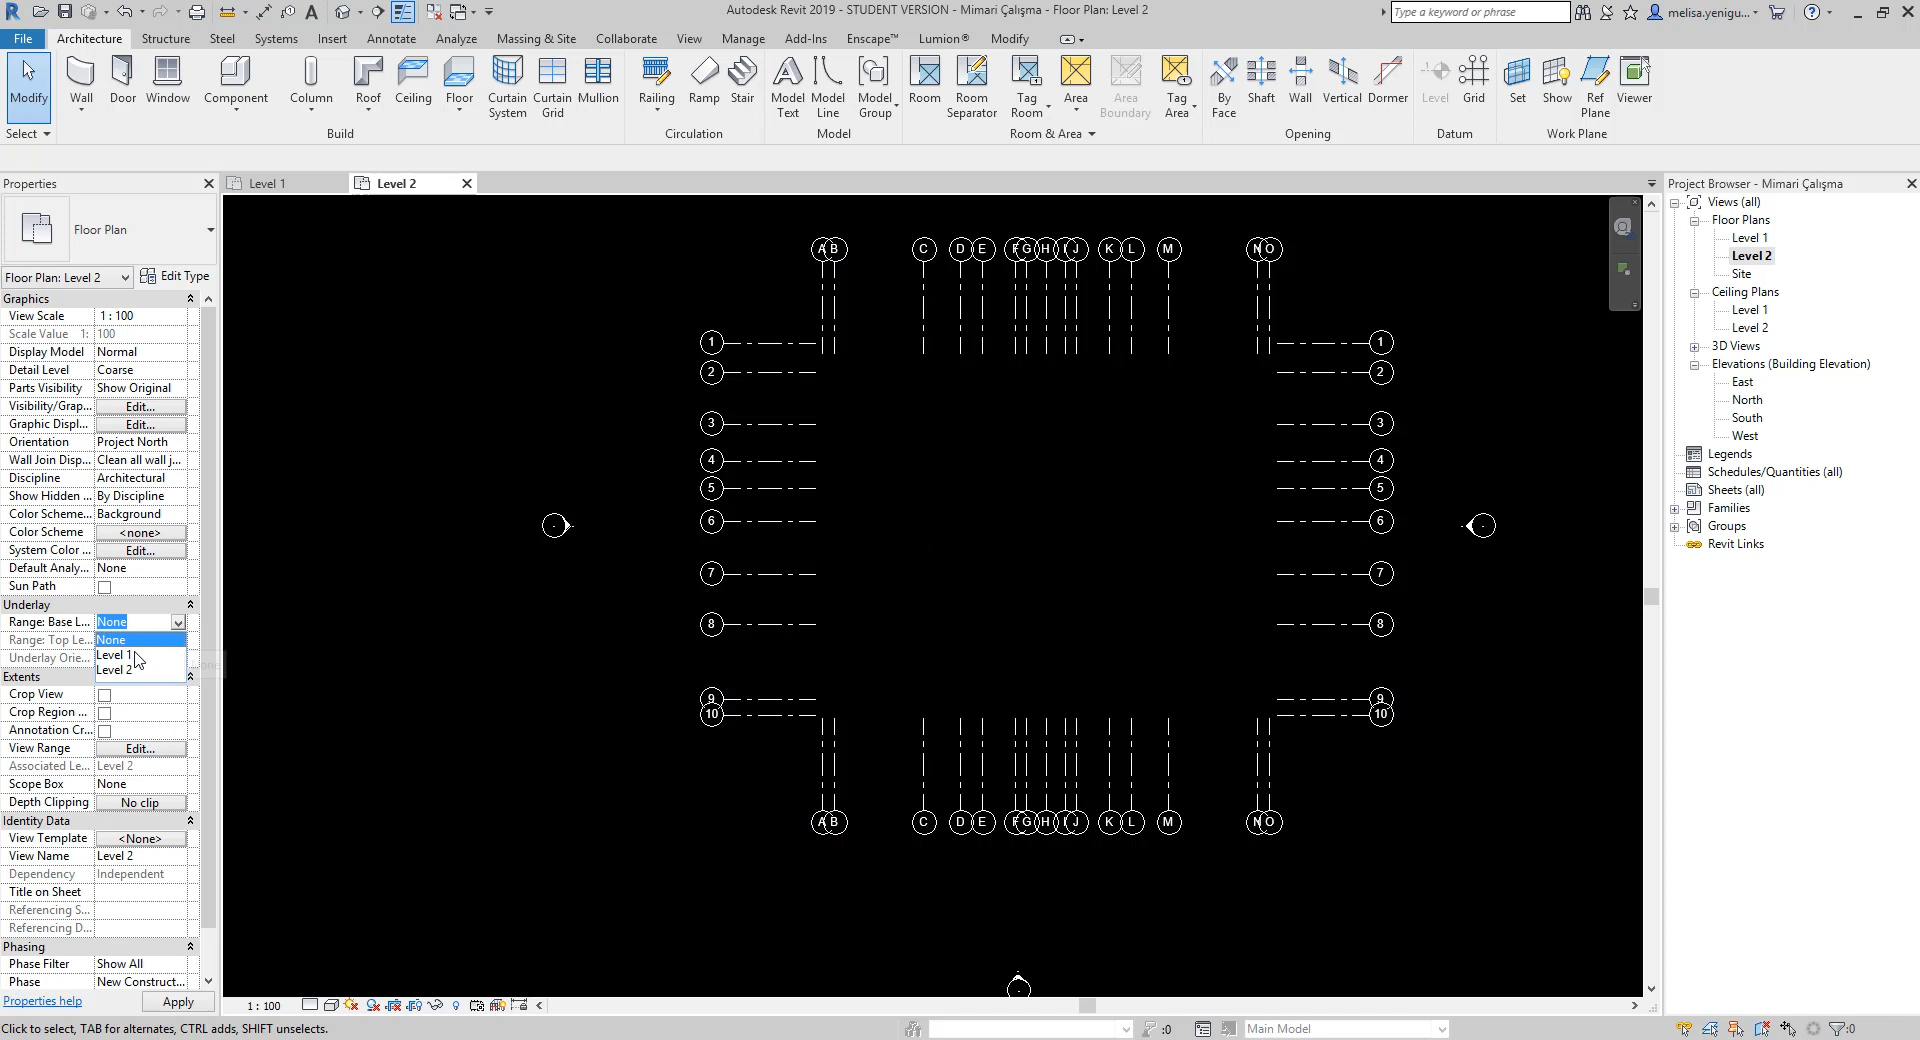 Autodesk Revit 2019 - STUDENT VERSION - Mimari Çalışma - Floor Plan: Level 2
Type a keyword or phrase
melisa.yenigu...
File Architecture Structure Steel Systems Insert Annotate Analyze Massing & Site Collaborate View Manage Add-Ins Enscape™ Lumion® Modify
Modify Wall Door Window Component Column Roof Ceiling Floor Curtain System Curtain Grid Mullion Railing Ramp Stair Model Text Model Line Model Group Room Room Separator Tag Room Area Area Boundary Tag Area By Face Shaft Wall Vertical Dormer Level Grid Set Show Ref Plane Viewer
Select Build Circulation Model Room & Area Opening Datum Work Plane
Properties
Floor Plan
Floor Plan: Level 2 Edit Type
Graphics
View Scale 1 : 100
Scale Value 1: 100
Display Model Normal
Detail Level Coarse
Parts Visibility Show Original
Visibility/Grap... Edit...
Graphic Displ... Edit...
Orientation Project North
Wall Join Disp... Clean all wall j...
Discipline Architectural
Show Hidden ... By Discipline
Color Scheme... Background
Color Scheme <none>
System Color ... Edit...
Default Analy... None
Sun Path
Underlay
Range: Base L... None
Range: Top Le... None
Underlay Orie... Level 1
Level 2
Extents
Crop View
Crop Region ...
Annotation Cr...
View Range Edit...
Associated Le... Level 2
Scope Box None
Depth Clipping No clip
Identity Data
View Template <None>
View Name Level 2
Dependency Independent
Title on Sheet
Referencing S...
Referencing D...
Phasing
Phase Filter Show All
Phase New Construct...
Properties help Apply
Level 1 Level 2
A B C D E F G H I J K L M N O
1 1
2 2
3 3
4 4
5 5
6 6
7 7
8 8
9 9
10 10
A B C D E F G H I J K L M N O
1 : 100
Project Browser - Mimari Çalışma
Views (all)
Floor Plans
Level 1
Level 2
Site
Ceiling Plans
Level 1
Level 2
3D Views
Elevations (Building Elevation)
East
North
South
West
Legends
Schedules/Quantities (all)
Sheets (all)
Families
Groups
Revit Links
Click to select, TAB for alternates, CTRL adds, SHIFT unselects.
:0
Main Model
:0